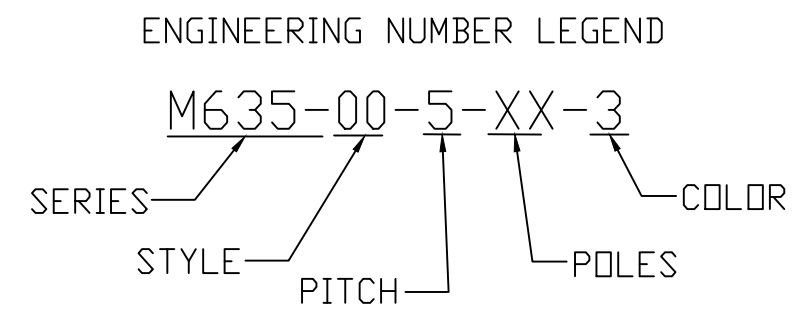 ENGINEERING NUMBER LEGEND
M635-00-5-XX-3
SERIES
COLOR
STYLE
POLES
PITCH